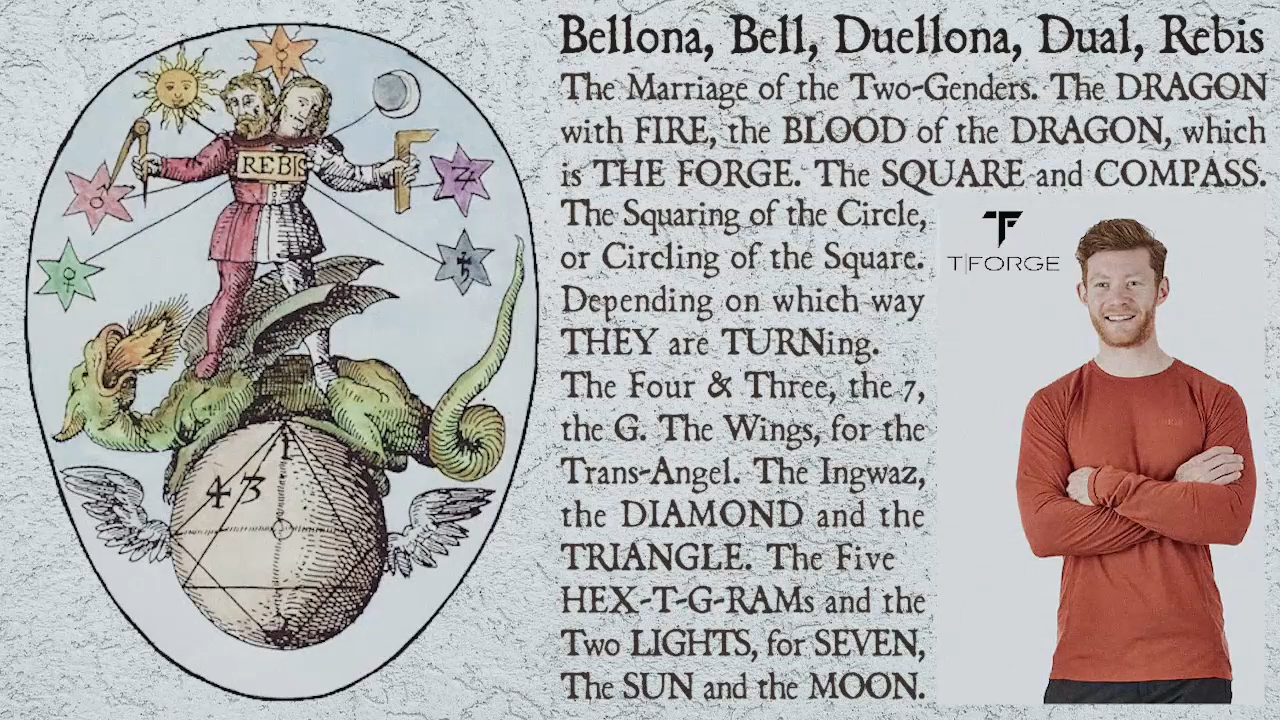 Bellona, Bell, Duellona, Dual, Rebis
The Marriage of the Two-Genders. The DRAGON
with FIRE, the BLOOD of the DRAGON, which
is THE FORGE. The SQUARE and COMPASS.
The Squaring of the Circle,
or Circling of the Square.
Depending on which way
THEY are TURNing.
The Four & Three, the 7,
the G. The Wings, for the
Trans-Angel. The Ingwaz,
the DIAMOND and the
TRIANGLE. The Five
HEX-T-G-RAMs and the
Two LIGHTS, for SEVEN,
The SUN and the MOON.
REBIS
1
4 3
TF
T|FORGE